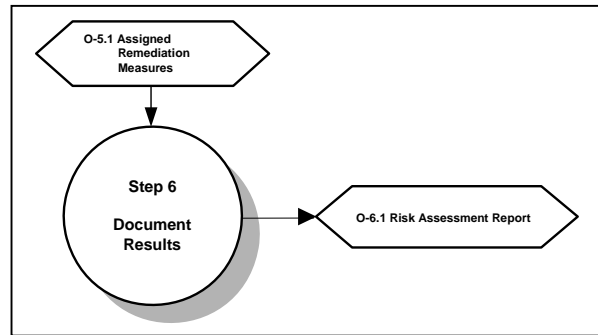 O-5.1 Assigned
Remediation
Measures
Step 6
Document
Results
O-6.1 Risk Assessment Report